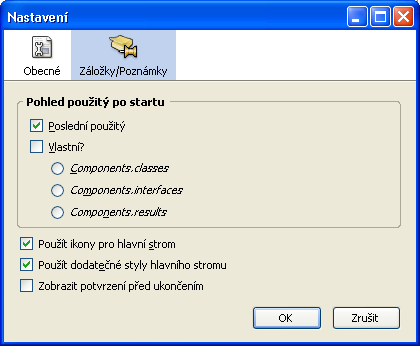 Nastavení
Obecné
Záložky/Poznámky
Pohled použitý po startu
Poslední použitý
Vlastní?
Components.classes
Components.interfaces
Components.results
Použít ikony pro hlavní strom
Použít dodatečné styly hlavního stromu
Zobrazit potvrzení před ukončením
OK
Zrušit